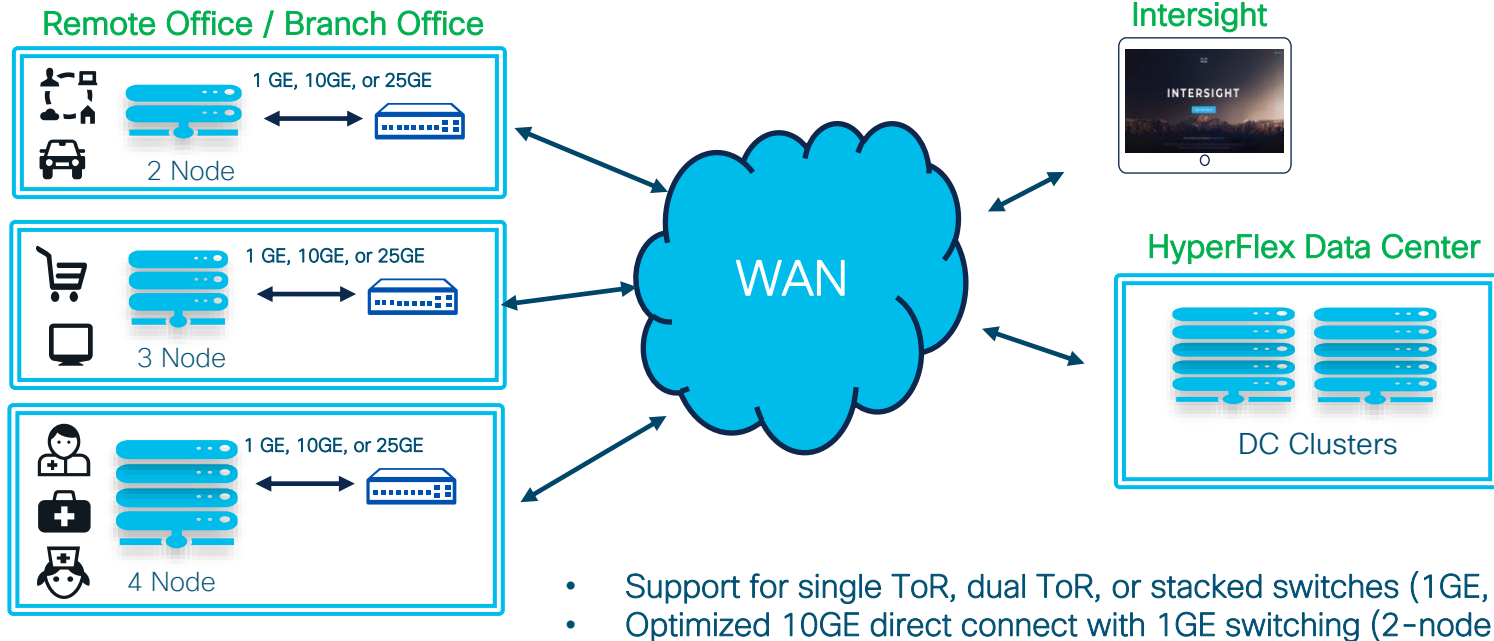 Remote Office / Branch Office
1 GE, 10GE, or 25GE
2 Node
1 GE, 10GE, or 25GE
3 Node
1 GE, 10GE, or 25GE
4 Node
WAN
Intersight
INTERSIGHT
HyperFlex Data Center
DC Clusters
• Support for single ToR, dual ToR, or stacked switches (1GE,
• Optimized 10GE direct connect with 1GE switching (2-node